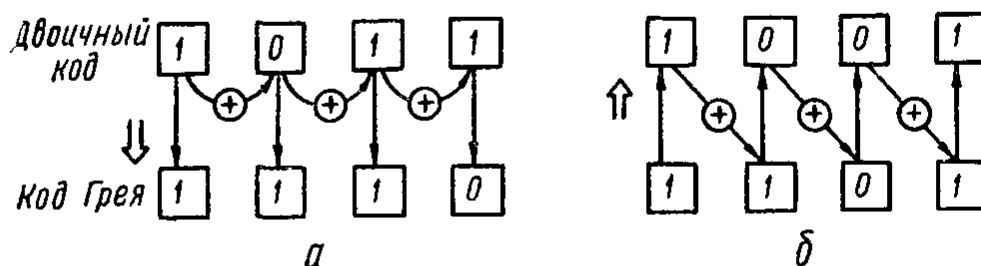 Двоичный 1 0 1 1 1 0 0 1
код
+ + + + + +
Код Грея 1 1 1 0 1 1 0 1
а б